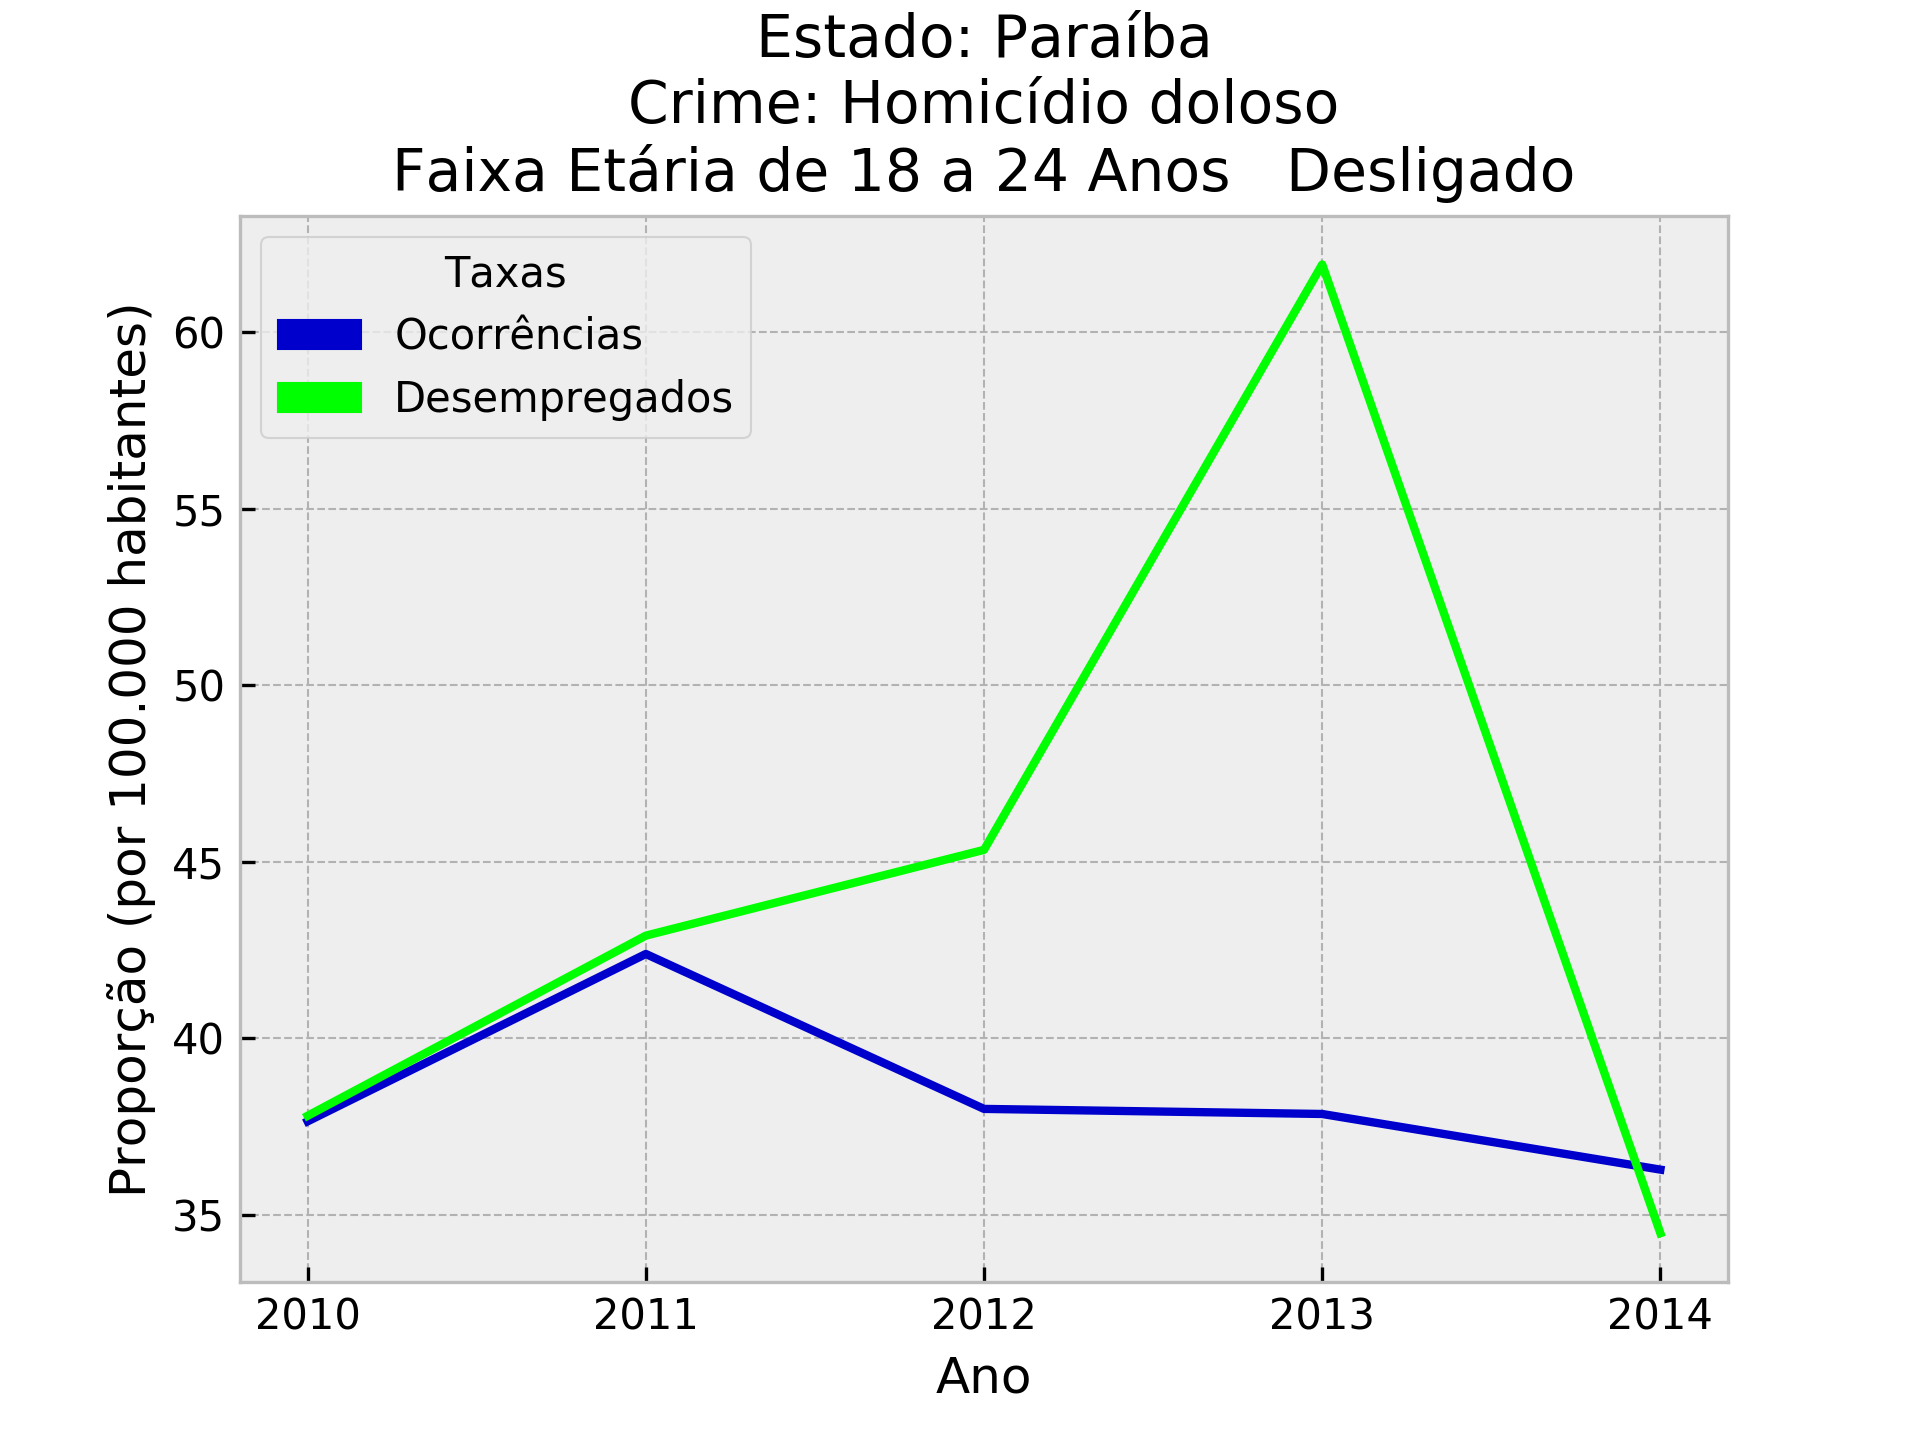 Estado: Paraíba
Crime: Homicídio doloso
Faixa Etária de 18 a 24 Anos   Desligado
Taxas
Ocorrências
Desempregados
Proporção (por 100.000 habitantes)
60
55
50
45
40
35
2010 2011 2012 2013 2014
Ano